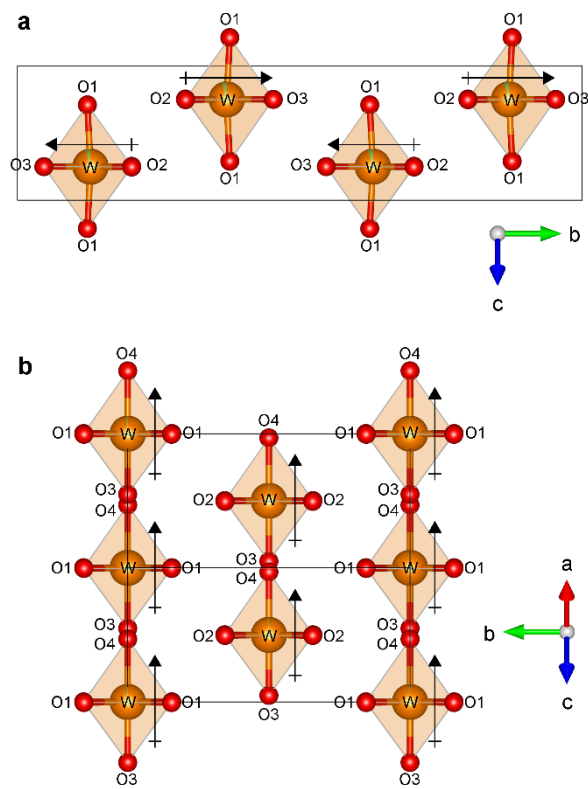 a
O1 O1
O2 W O3 O2 W O3
O1 O1
O3 W O2 O3 W O2
O1 O1
O1 O1
b
c
b
O4 O4
O1 W O1 O4 O1 W O1
O3 O3
O4 O2 W O2 O4
O3
O1 W O1 O4 O1 W O1
O3 O3
O4 O2 W O2 O4
O1 W O1 O3 O1 W O1
O3 O3
a
b
c